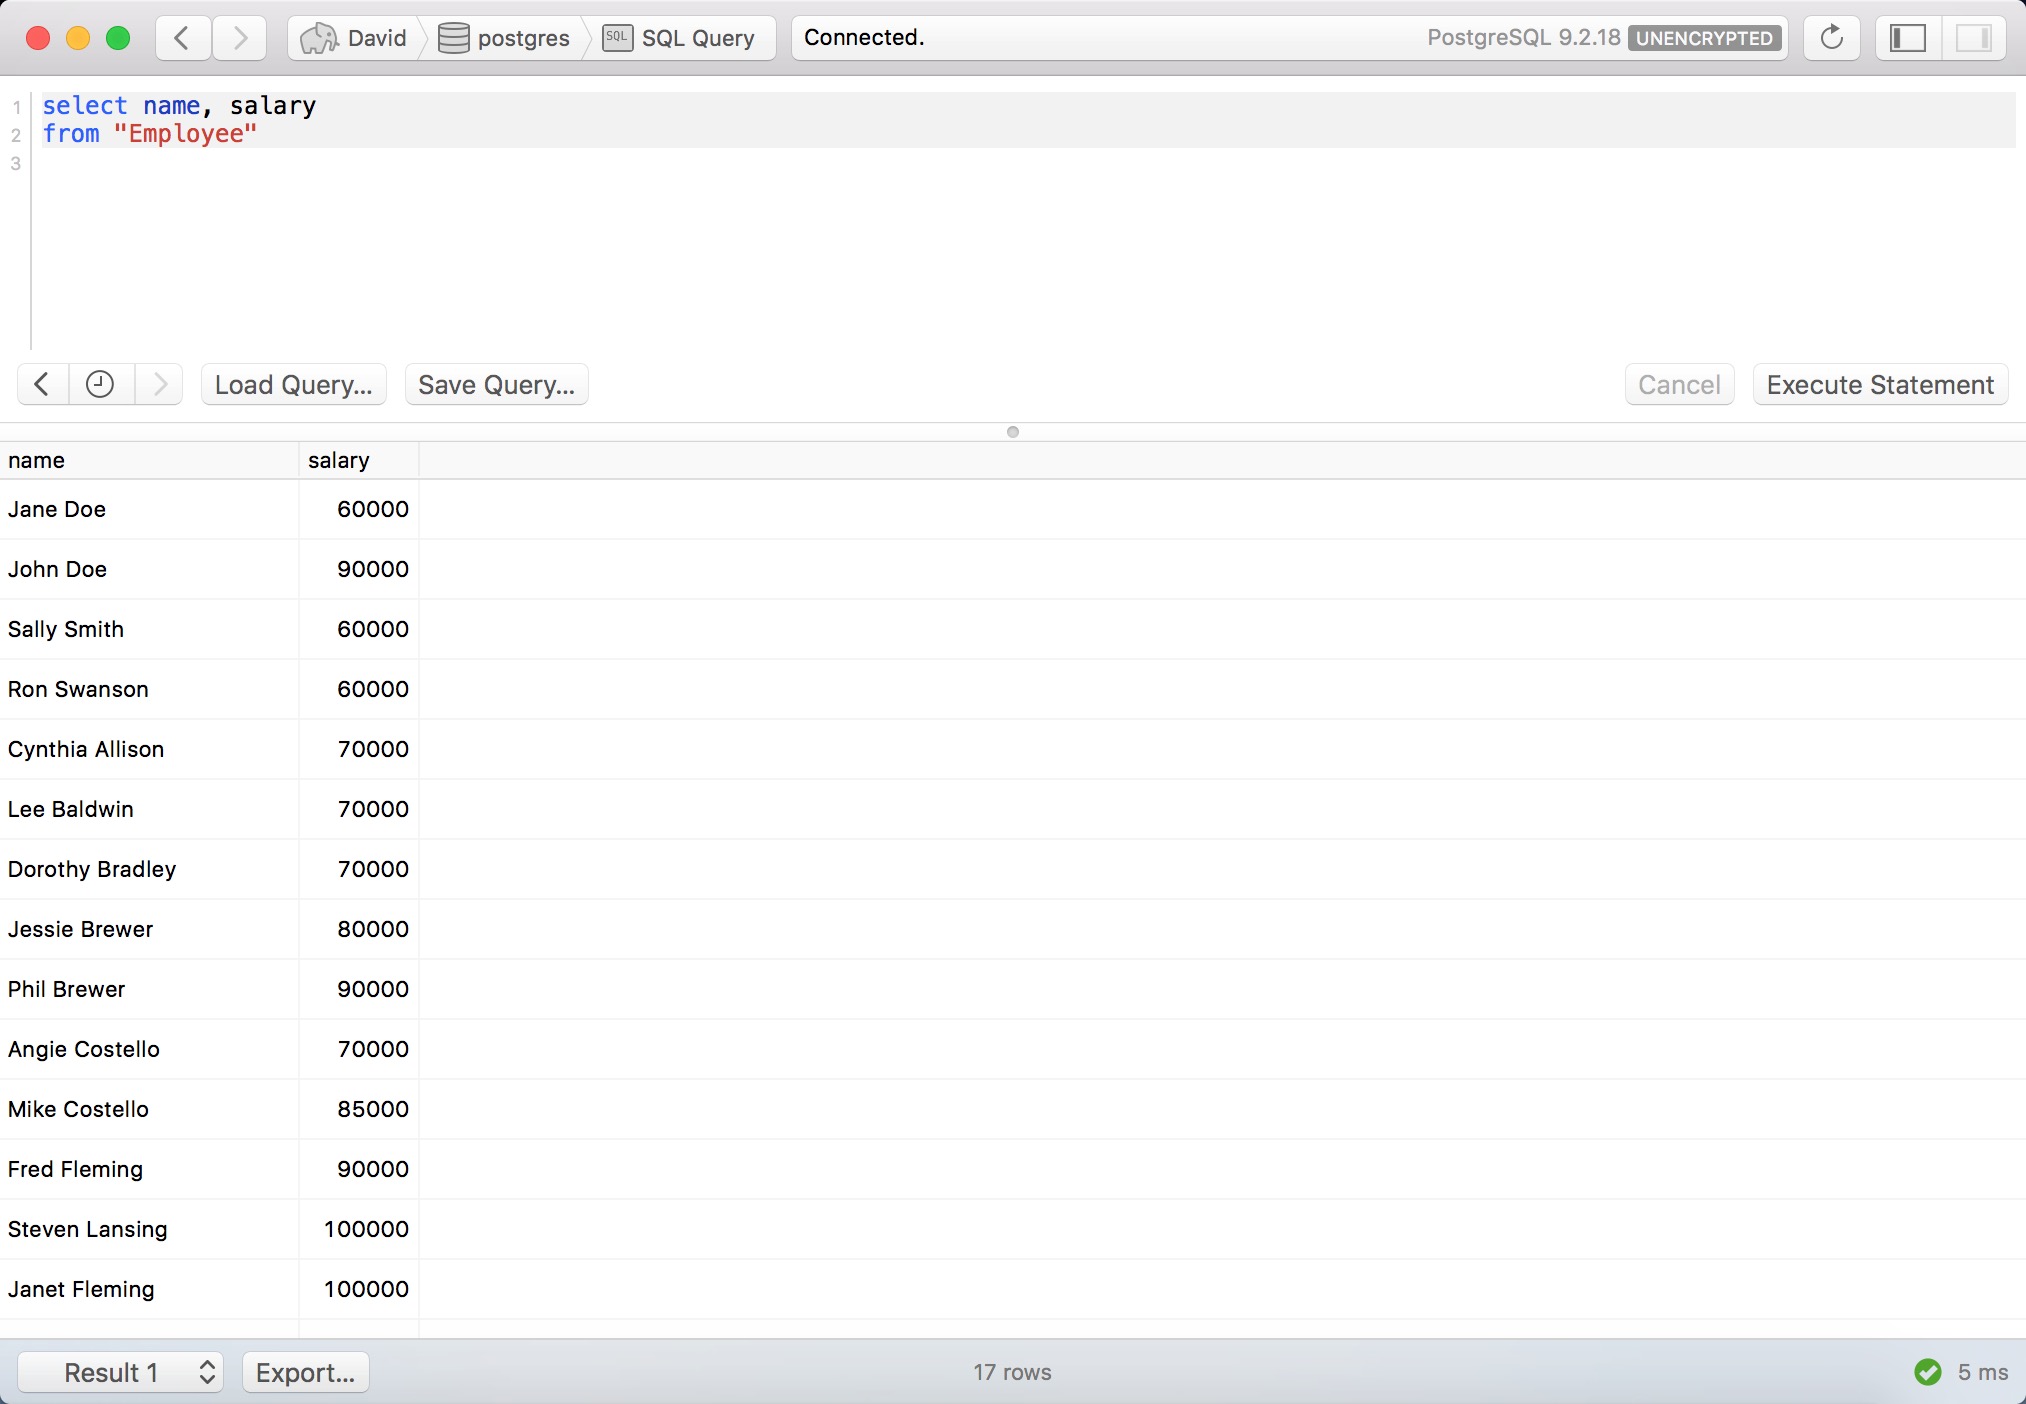 David postgres SQL SQL Query Connected. PostgreSQL 9.2.18 UNENCRYPTED
1 select name, salary
2 from "Employee"
3
Load Query... Save Query... Cancel Execute Statement
name salary
Jane Doe 60000
John Doe 90000
Sally Smith 60000
Ron Swanson 60000
Cynthia Allison 70000
Lee Baldwin 70000
Dorothy Bradley 70000
Jessie Brewer 80000
Phil Brewer 90000
Angie Costello 70000
Mike Costello 85000
Fred Fleming 90000
Steven Lansing 100000
Janet Fleming 100000
Result 1 Export... 17 rows 5 ms